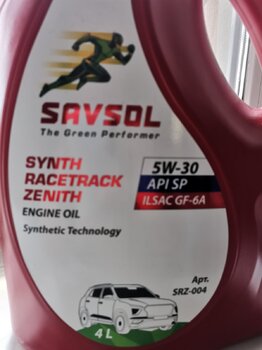 SAVSOL
The Green Performer
SYNTH
RACETRACK
ZENITH
ENGINE OIL
Synthetic Technology
5W-30
API SP
ILSAC GF-6A
Арт.
SRZ-004
4 L